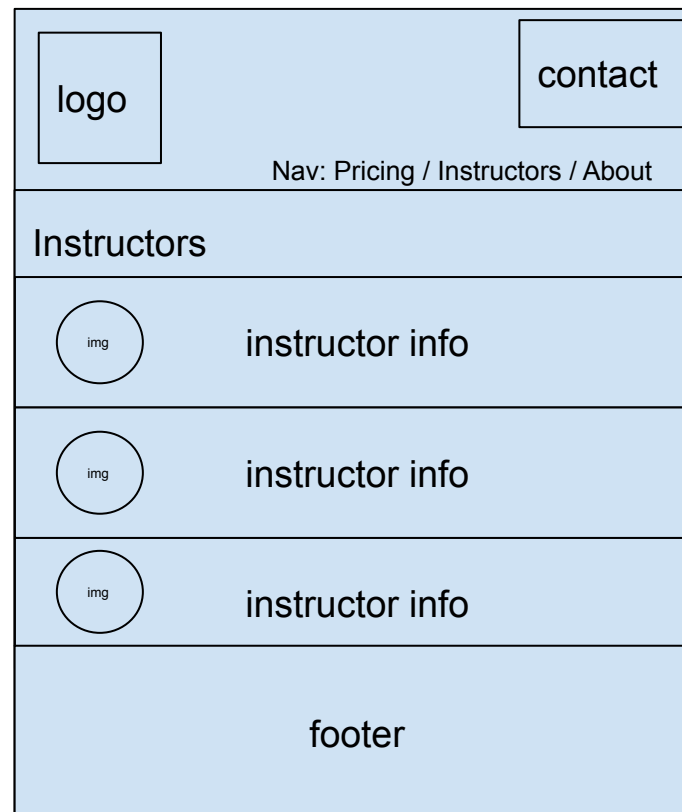 logo
contact
Nav: Pricing / Instructors / About
Instructors
img
instructor info
img
instructor info
img
instructor info
footer